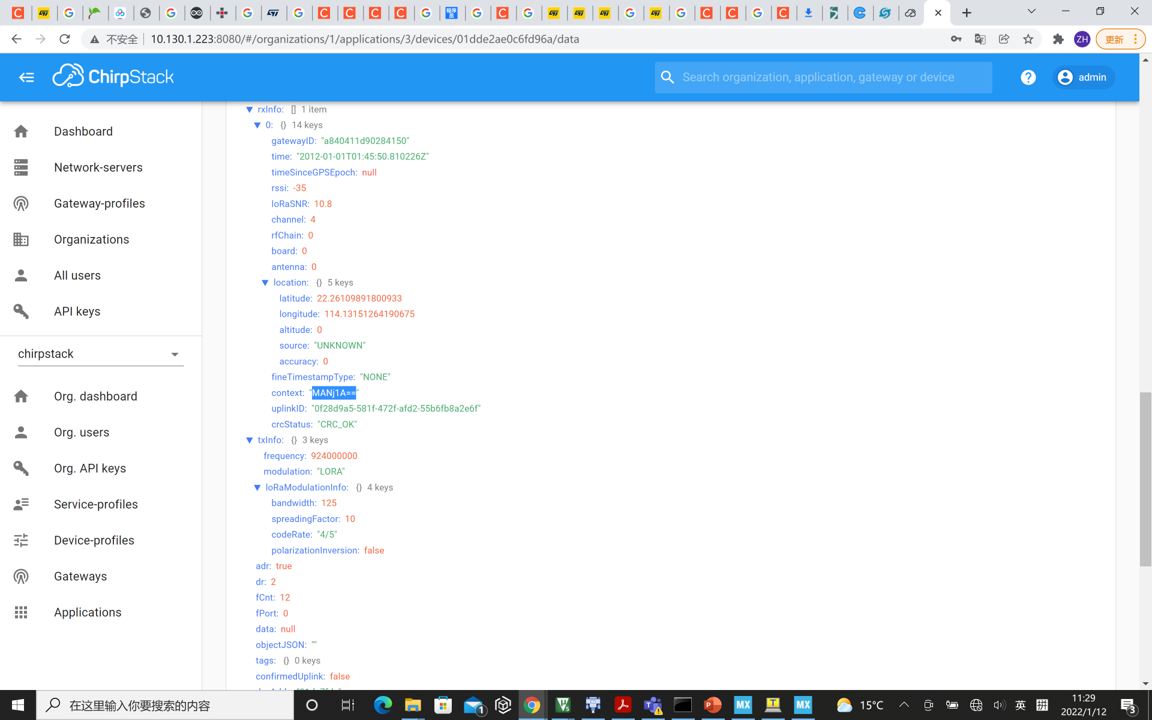 不安全
10.130.1.223:8080/#/organizations/1/applications/3/devices/01dde2ae0c6fd96a/data
ZH
更新
ChirpStack
Search organization, application, gateway or device
?
admin
Dashboard
Network-servers
Gateway-profiles
Organizations
All users
API keys
chirpstack
Org. dashboard
Org. users
Org. API keys
Service-profiles
Device-profiles
Gateways
Applications
rxInfo: [] 1 item
0: {} 14 keys
gatewayID: "a840411d90284150"
time: "2012-01-01T01:45:50.810226Z"
timeSinceGPSEpoch: null
rssi: -35
loRaSNR: 10.8
channel: 4
rfChain: 0
board: 0
antenna: 0
location: {} 5 keys
latitude: 22.26109891800933
longitude: 114.13151264190675
altitude: 0
source: "UNKNOWN"
accuracy: 0
fineTimestampType: "NONE"
context: "MANj1A=="
uplinkID: "0f28d9a5-581f-472f-afd2-55b6fb8a2e6f"
crcStatus: "CRC_OK"
txInfo: {} 3 keys
frequency: 924000000
modulation: "LORA"
loRaModulationInfo: {} 4 keys
bandwidth: 125
spreadingFactor: 10
codeRate: "4/5"
polarizationInversion: false
adr: true
dr: 2
fCnt: 12
fPort: 0
data: null
objectJSON: ""
tags: {} 0 keys
confirmedUplink: false
在这里输入你要搜索的内容
1
MX
MX
15°C
英
拼
11:29
2022/1/12
3